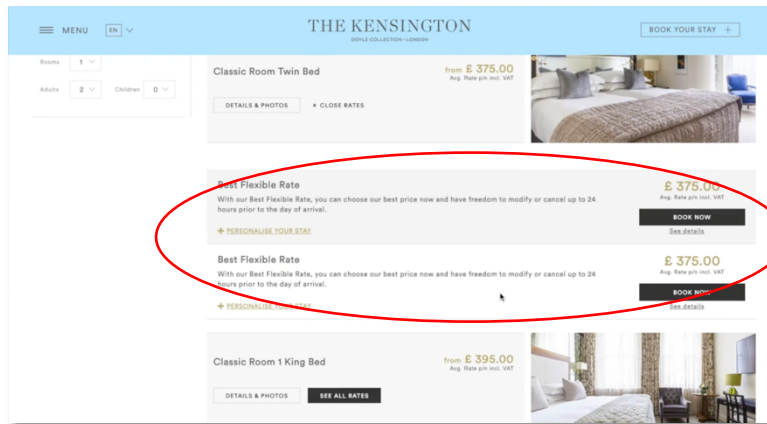 MENU EN THE KENSINGTON BOOK YOUR STAY +
DOYLE COLLECTION–LONDON
Rooms 1
Adults 2 Children 0
Classic Room Twin Bed from £ 375.00
Avg. Rate p/n incl. VAT
DETAILS & PHOTOS × CLOSE RATES
Best Flexible Rate £ 375.00
With our Best Flexible Rate, you can choose our best price now and have freedom to modify or cancel up to 24 Avg. Rate p/n incl. VAT
hours prior to the day of arrival. BOOK NOW
+ PERSONALISE YOUR STAY See details
Best Flexible Rate £ 375.00
With our Best Flexible Rate, you can choose our best price now and have freedom to modify or cancel up to 24 Avg. Rate p/n incl. VAT
hours prior to the day of arrival. BOOK NOW
+ PERSONALISE YOUR STAY See details
Classic Room 1 King Bed from £ 395.00
Avg. Rate p/n incl. VAT
DETAILS & PHOTOS SEE ALL RATES